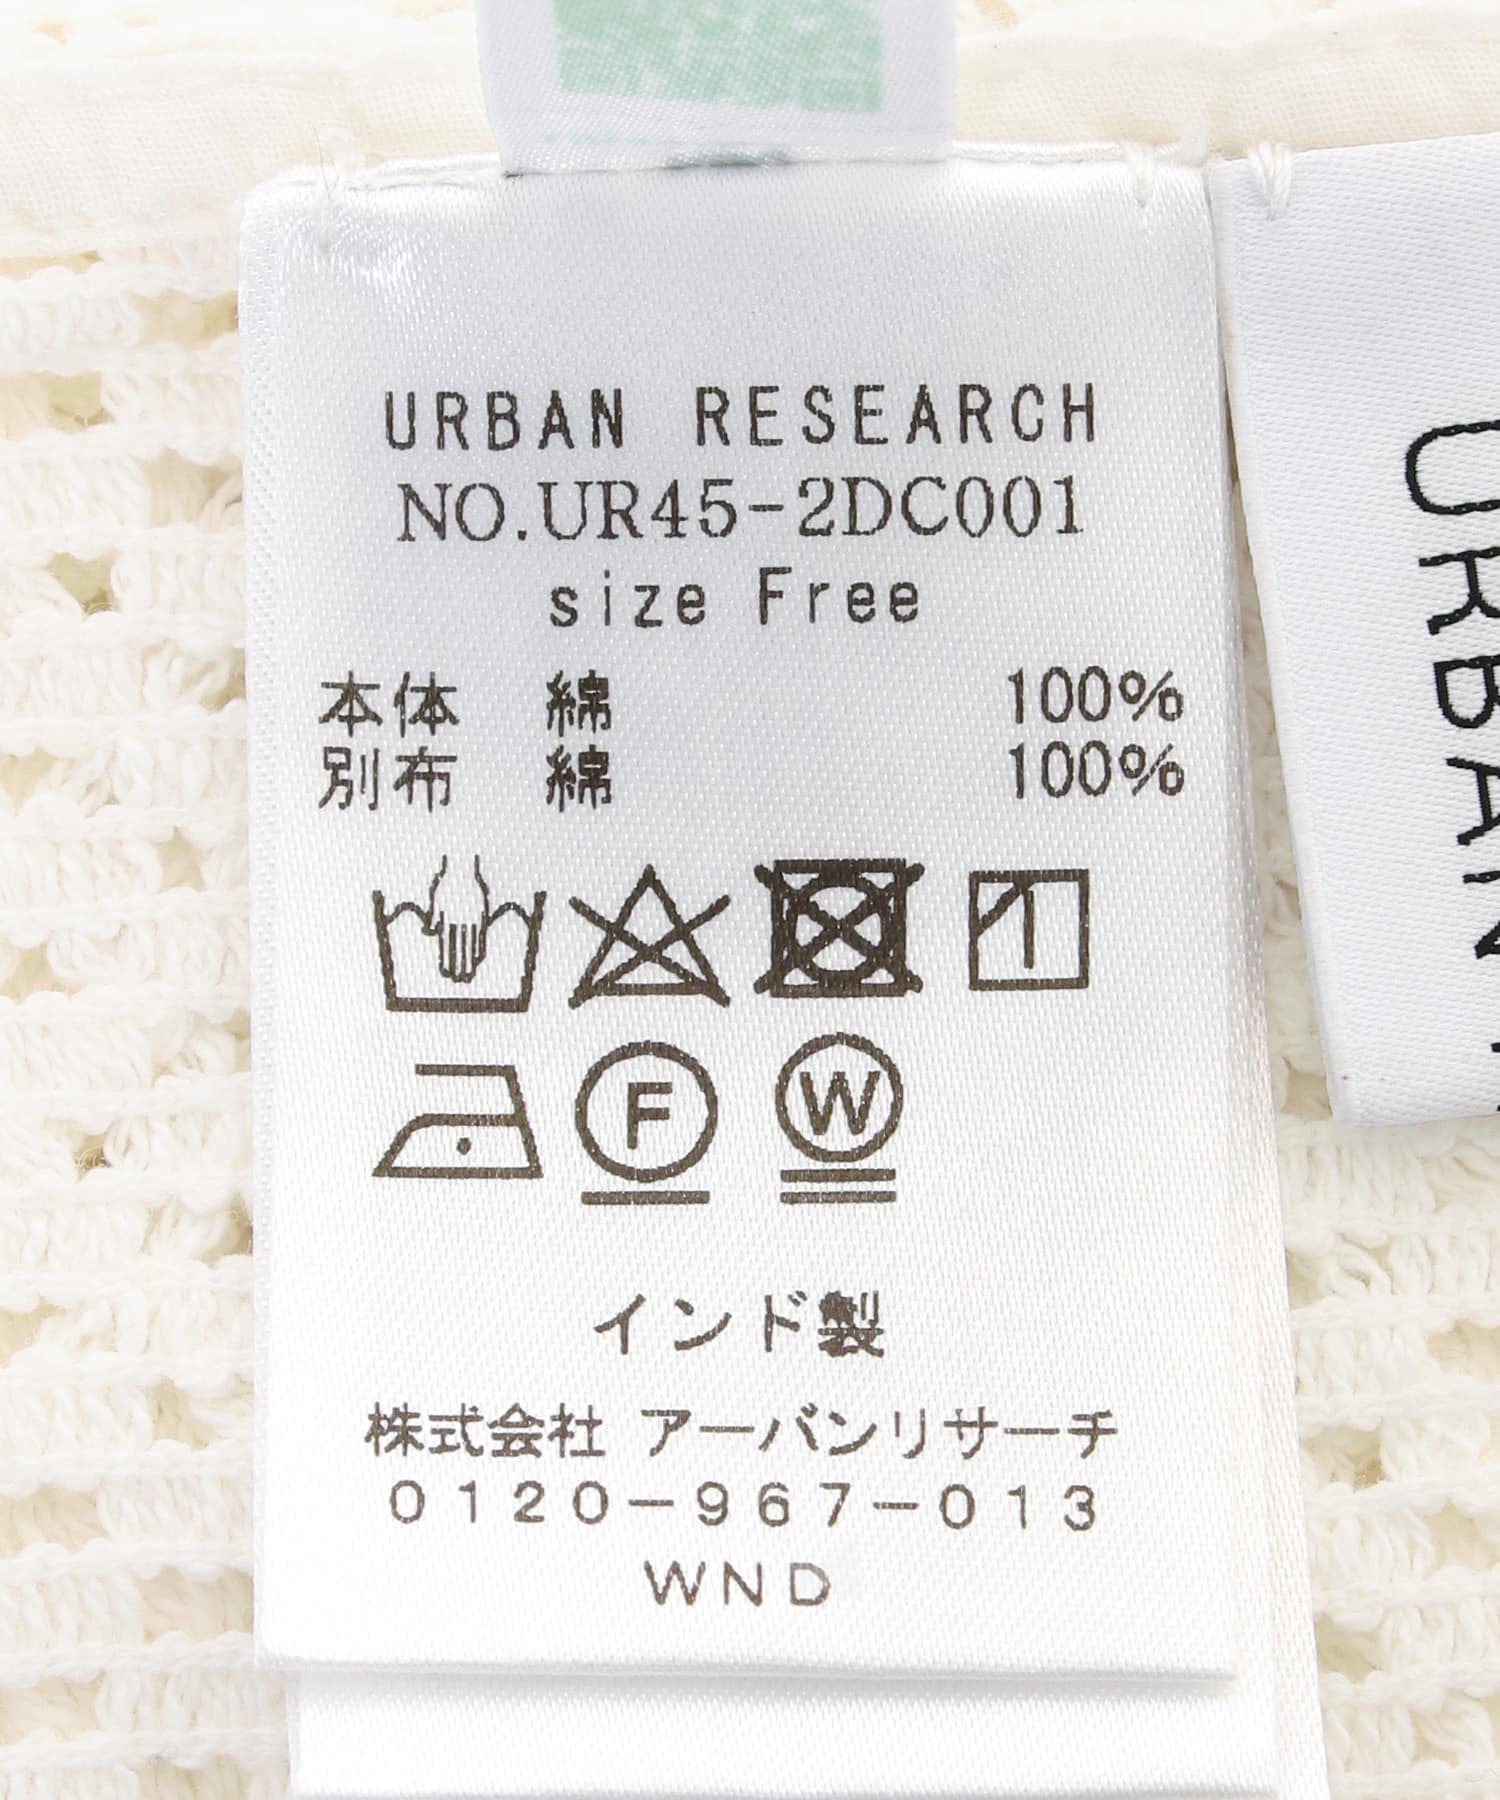 URBAN RESEARCH
NO.UR45-2DC001
size Free
本体 綿 100%
別布 綿 100%
F W
インド製
株式会社 アーバンリサーチ
0120-967-013
WND
URBAN